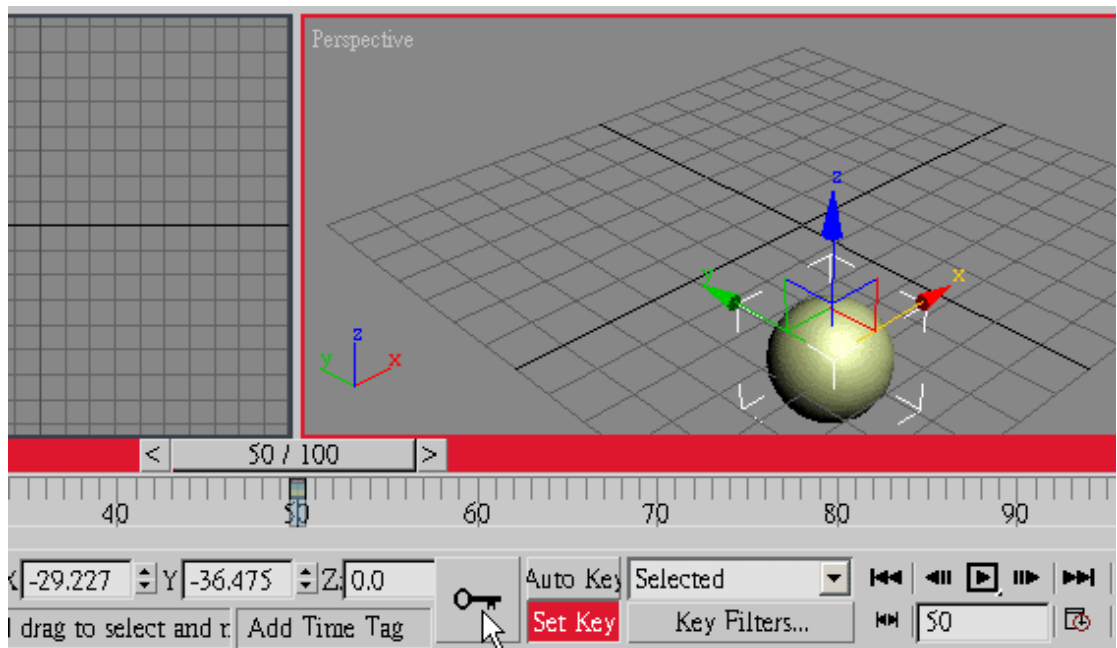 Perspective
z
y
x
z
y
x
<
50 / 100
>
40
50
60
70
80
90
X
-29.227
Y
-36.475
Z:
0.0
Auto Key
Selected
drag to select and
Add Time Tag
Set Key
Key Filters...
50